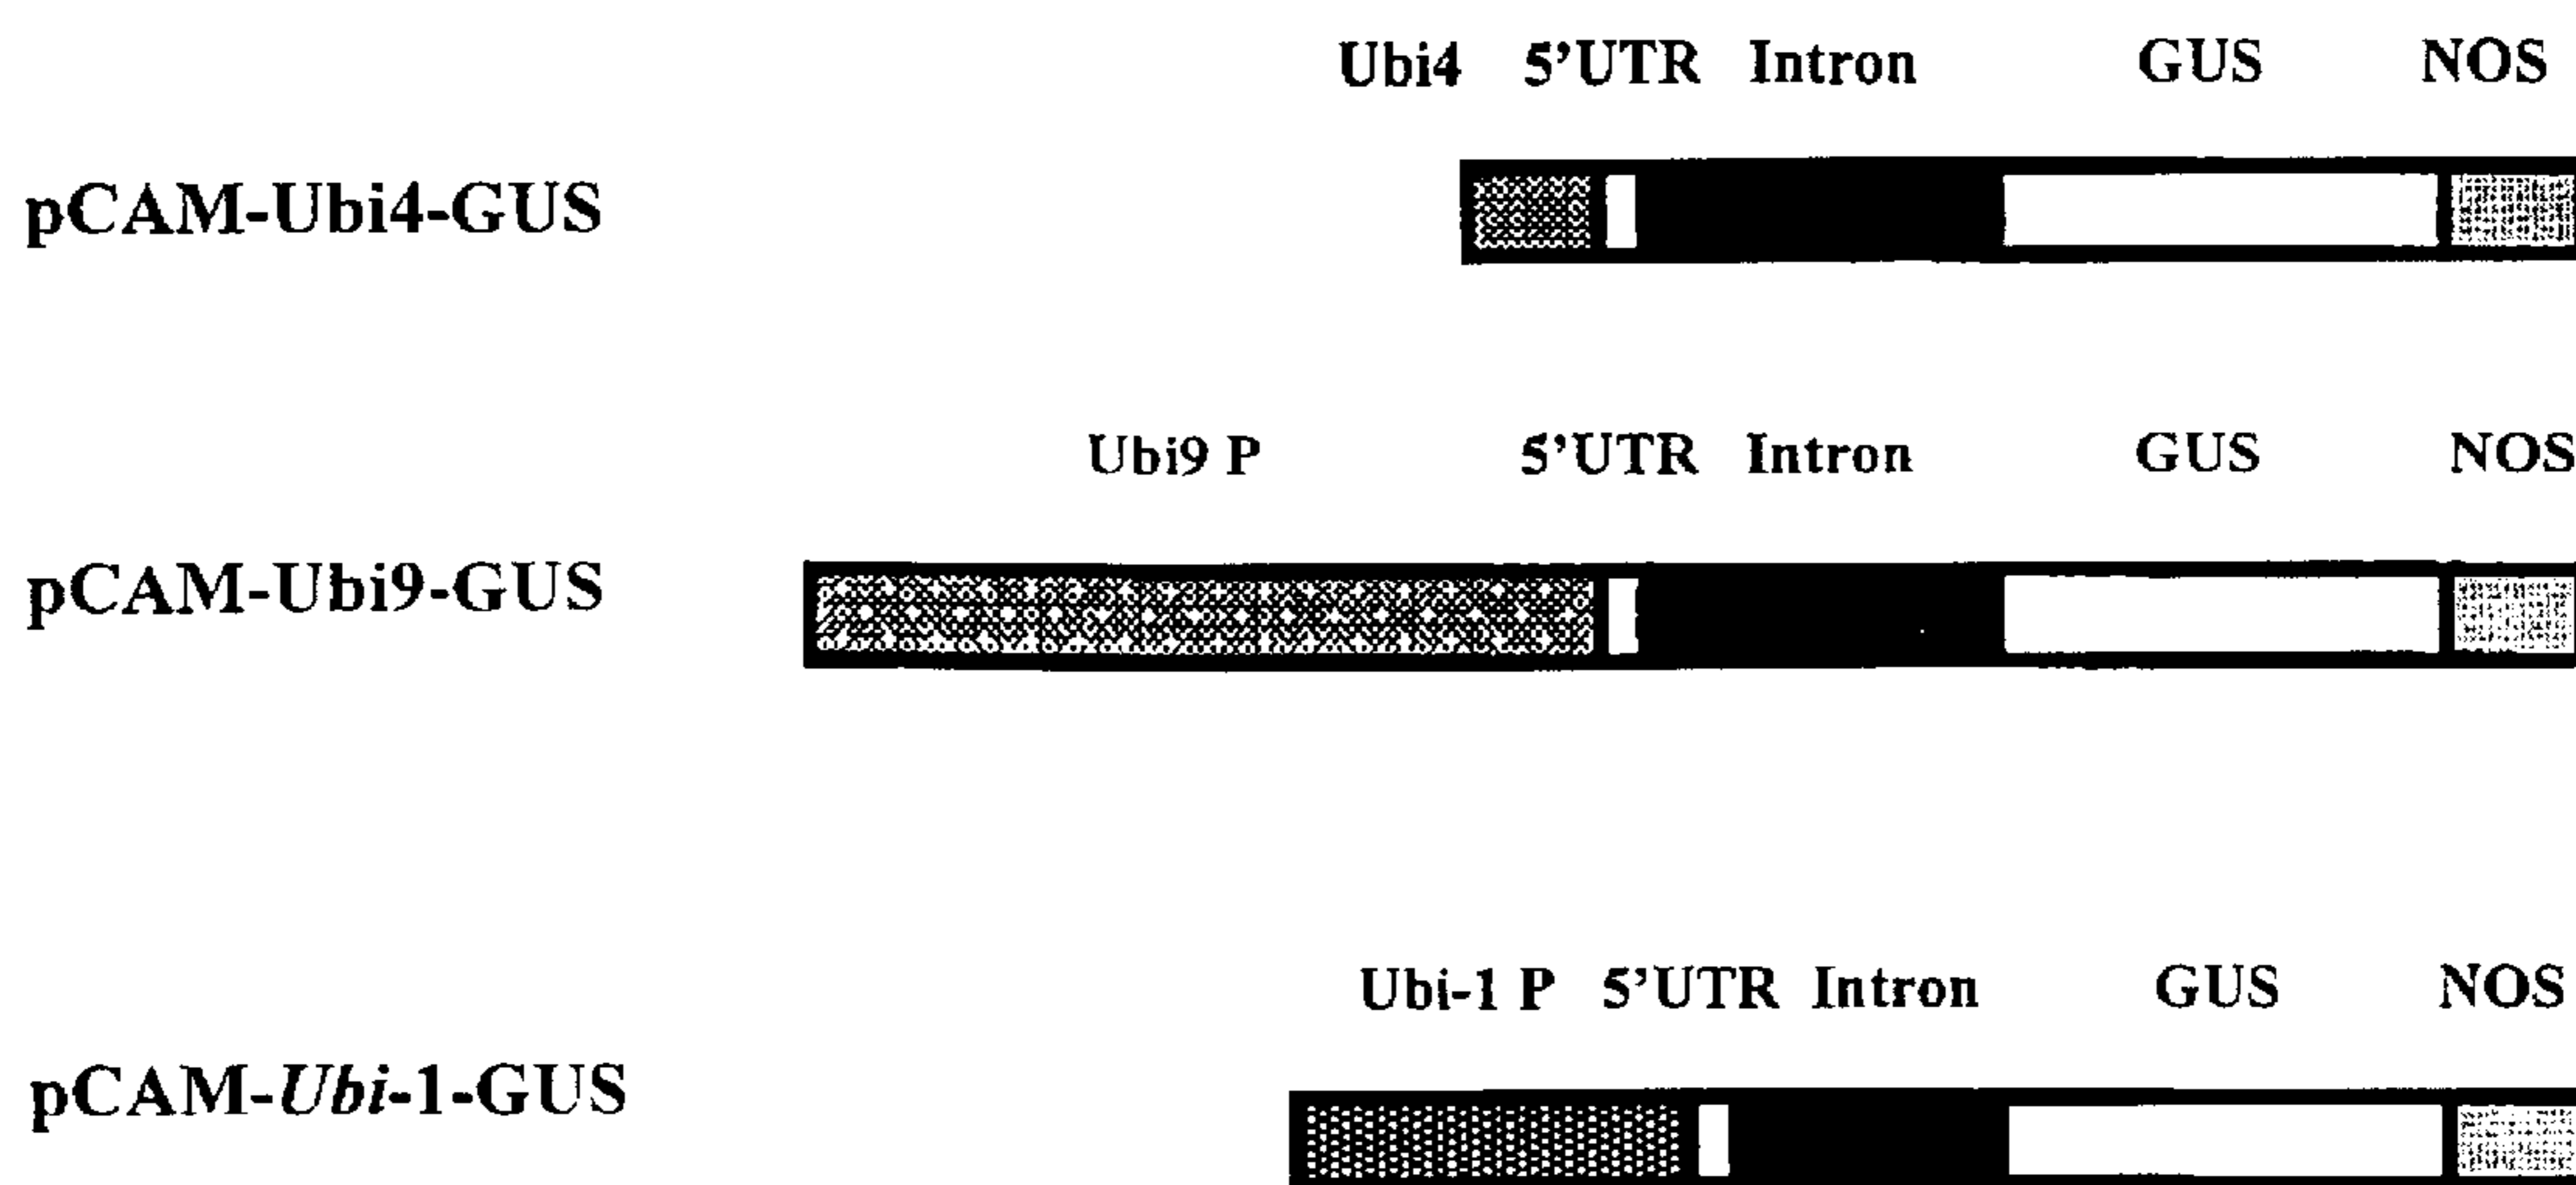 Ubi4 5’UTR Intron GUS NOS
pCAM-Ubi4-GUS
Ubi9 P 5’UTR Intron GUS NOS
pCAM-Ubi9-GUS
Ubi-1 P 5’UTR Intron GUS NOS
pCAM-Ubi-1-GUS